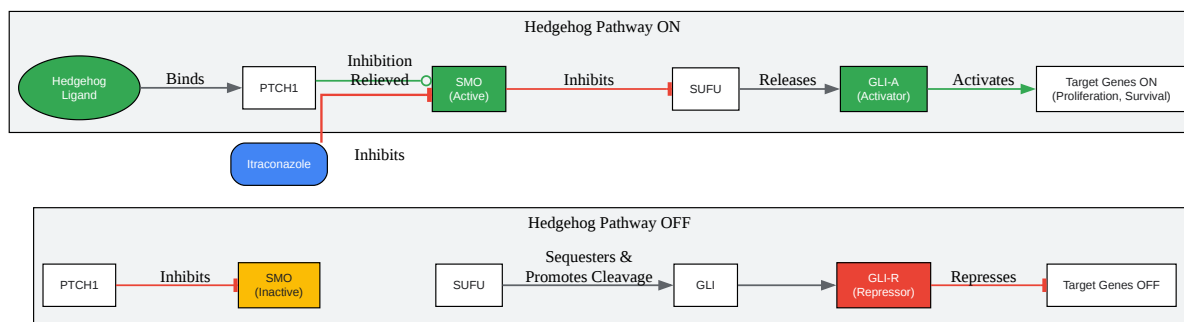 Hedgehog Pathway ON
Hedgehog
Ligand
Binds
PTCH1
Inhibition
Relieved
SMO
(Active)
Inhibits
SUFU
Releases
GLI-A
(Activator)
Activates
Target Genes ON
(Proliferation, Survival)
Itraconazole
Inhibits
Hedgehog Pathway OFF
PTCH1
Inhibits
SMO
(Inactive)
SUFU
Sequesters &
Promotes Cleavage
GLI
GLI-R
(Repressor)
Represses
Target Genes OFF